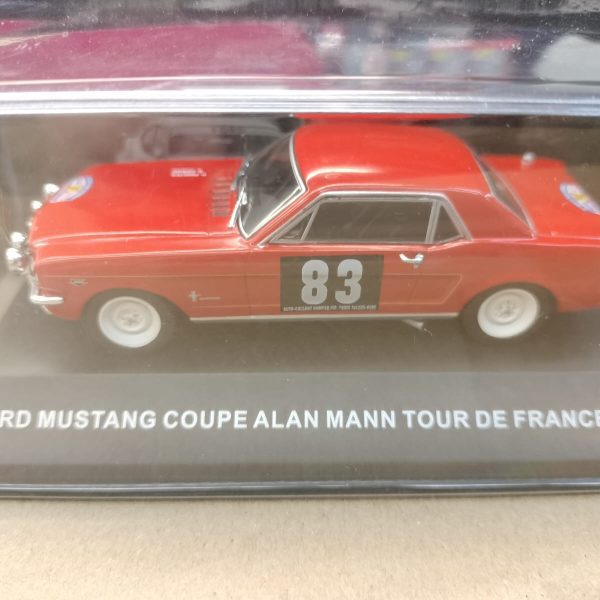 83
RD MUSTANG COUPE ALAN MANN TOUR DE FRANCE